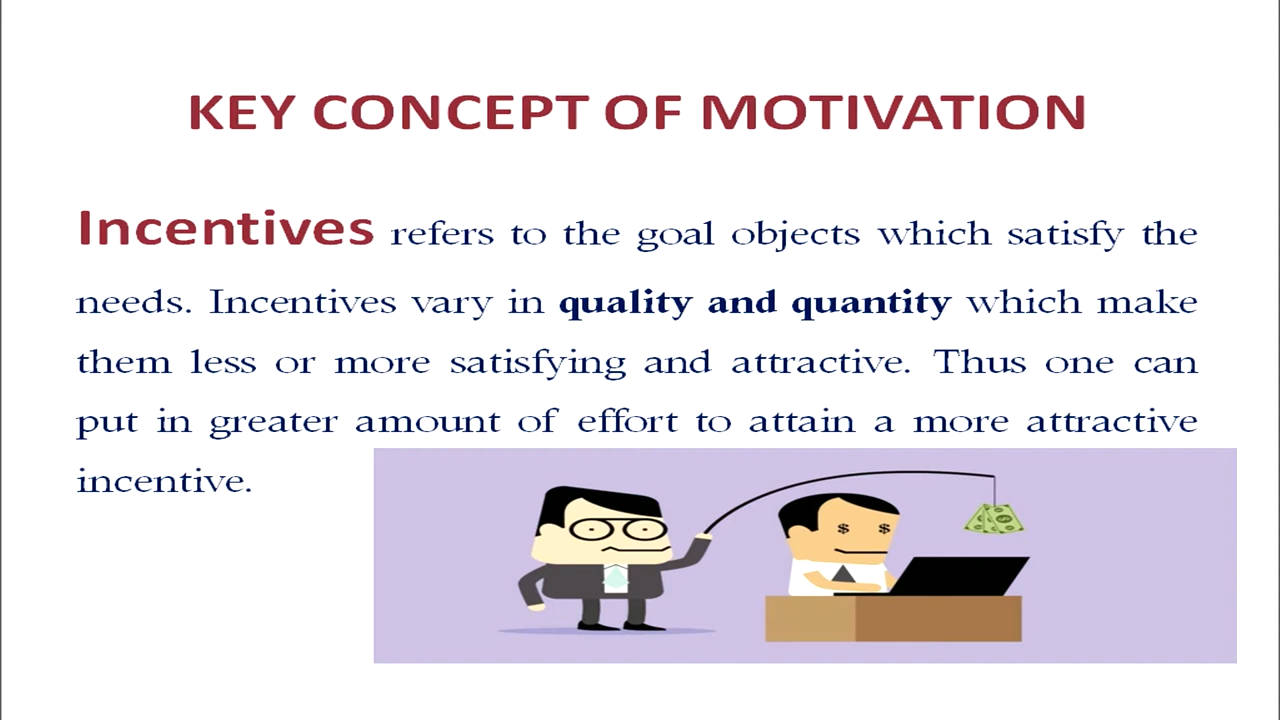 KEY CONCEPT OF MOTIVATION
Incentives refers to the goal objects which satisfy the
needs. Incentives vary in quality and quantity which make
them less or more satisfying and attractive. Thus one can
put in greater amount of effort to attain a more attractive
incentive.
$ $